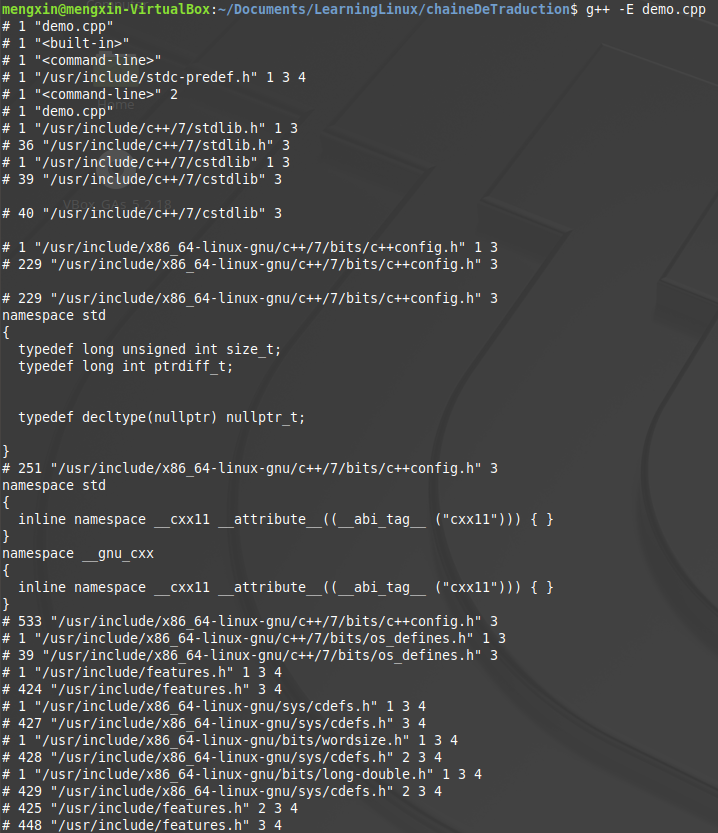 mengxin@mengxin-VirtualBox:~/Documents/LearningLinux/chaineDeTraduction$ g++ -E demo.cpp
# 1 "demo.cpp"
# 1 "<built-in>"
# 1 "<command-line>"
# 1 "/usr/include/stdc-predef.h" 1 3 4
# 1 "<command-line>" 2
Home
# 1 "demo.cpp"
# 1 "/usr/include/c++/7/stdlib.h" 1 3
# 36 "/usr/include/c++/7/stdlib.h" 3
# 1 "/usr/include/c++/7/cstdlib" 1 3
# 39 "/usr/include/c++/7/cstdlib" 3
VBox_GAs_5.2.18
# 40 "/usr/include/c++/7/cstdlib" 3
# 1 "/usr/include/x86_64-linux-gnu/c++/7/bits/c++config.h" 1 3
# 229 "/usr/include/x86_64-linux-gnu/c++/7/bits/c++config.h" 3
# 229 "/usr/include/x86_64-linux-gnu/c++/7/bits/c++config.h" 3
namespace std
{
  typedef long unsigned int size_t;
  typedef long int ptrdiff_t;
  typedef decltype(nullptr) nullptr_t;
}
# 251 "/usr/include/x86_64-linux-gnu/c++/7/bits/c++config.h" 3
namespace std
{
  inline namespace __cxx11 __attribute__((__abi_tag__ ("cxx11"))) { }
}
namespace __gnu_cxx
{
  inline namespace __cxx11 __attribute__((__abi_tag__ ("cxx11"))) { }
}
# 533 "/usr/include/x86_64-linux-gnu/c++/7/bits/c++config.h" 3
# 1 "/usr/include/x86_64-linux-gnu/c++/7/bits/os_defines.h" 1 3
# 39 "/usr/include/x86_64-linux-gnu/c++/7/bits/os_defines.h" 3
# 1 "/usr/include/features.h" 1 3 4
# 424 "/usr/include/features.h" 3 4
# 1 "/usr/include/x86_64-linux-gnu/sys/cdefs.h" 1 3 4
# 427 "/usr/include/x86_64-linux-gnu/sys/cdefs.h" 3 4
# 1 "/usr/include/x86_64-linux-gnu/bits/wordsize.h" 1 3 4
# 428 "/usr/include/x86_64-linux-gnu/sys/cdefs.h" 2 3 4
# 1 "/usr/include/x86_64-linux-gnu/bits/long-double.h" 1 3 4
# 429 "/usr/include/x86_64-linux-gnu/sys/cdefs.h" 2 3 4
# 425 "/usr/include/features.h" 2 3 4
# 448 "/usr/include/features.h" 3 4